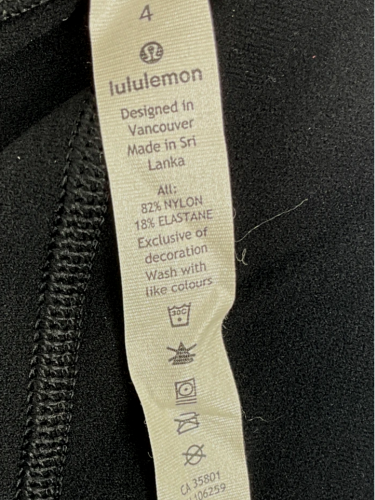 4
lululemon
Designed in
Vancouver
Made in Sri
Lanka
All:
82% NYLON
18% ELASTANE
Exclusive of
decoration
Wash with
like colours
30C
CA 35801